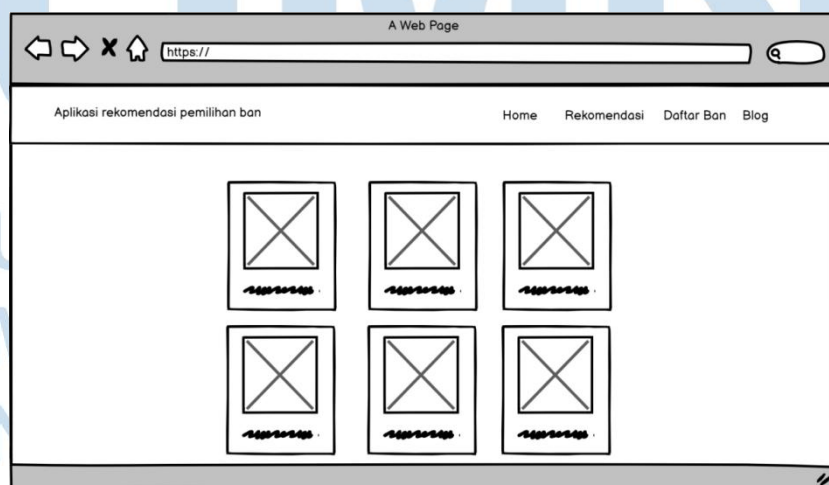 A Web Page
https://
Aplikasi rekomendasi pemilihan ban
Home Rekomendasi Daftar Ban Blog